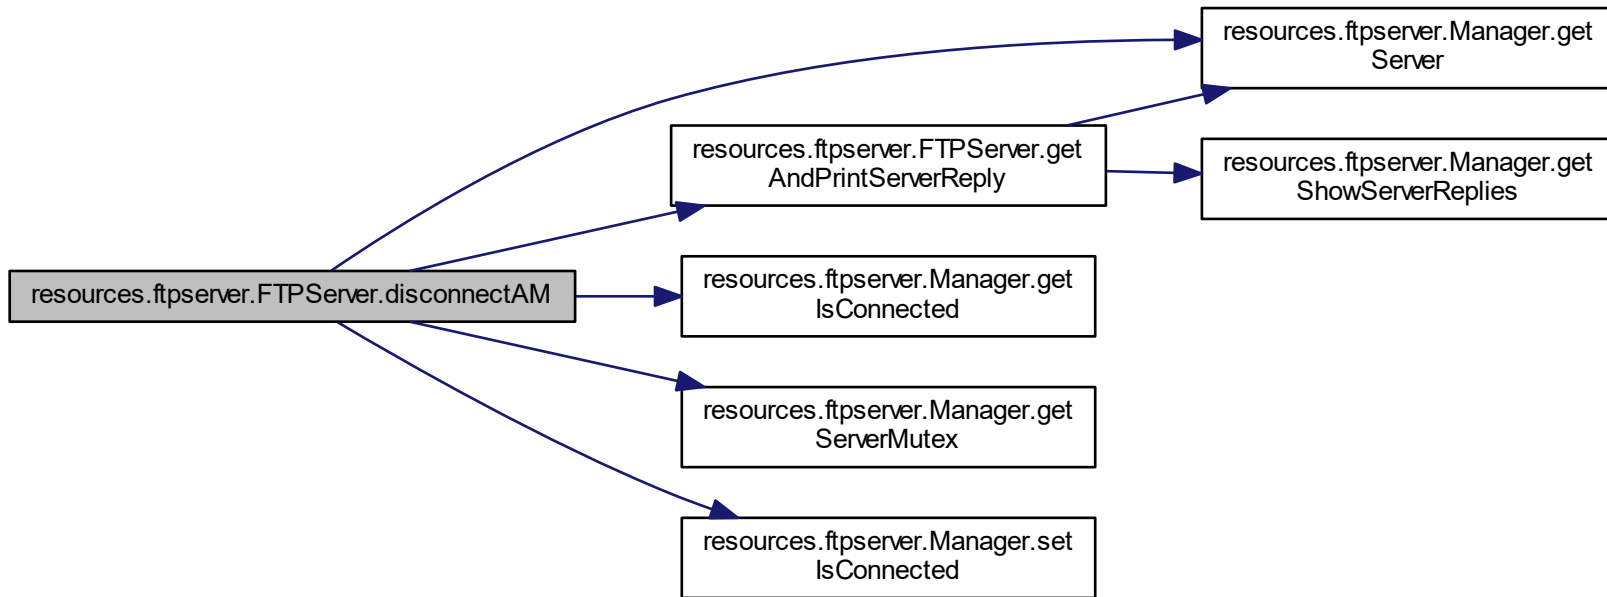 resources.ftpserver.Manager.get
Server
resources.ftpserver.FTPServer.get
AndPrintServerReply
resources.ftpserver.Manager.get
ShowServerReplies
resources.ftpserver.FTPServer.disconnectAM
resources.ftpserver.Manager.get
IsConnected
resources.ftpserver.Manager.get
ServerMutex
resources.ftpserver.Manager.set
IsConnected